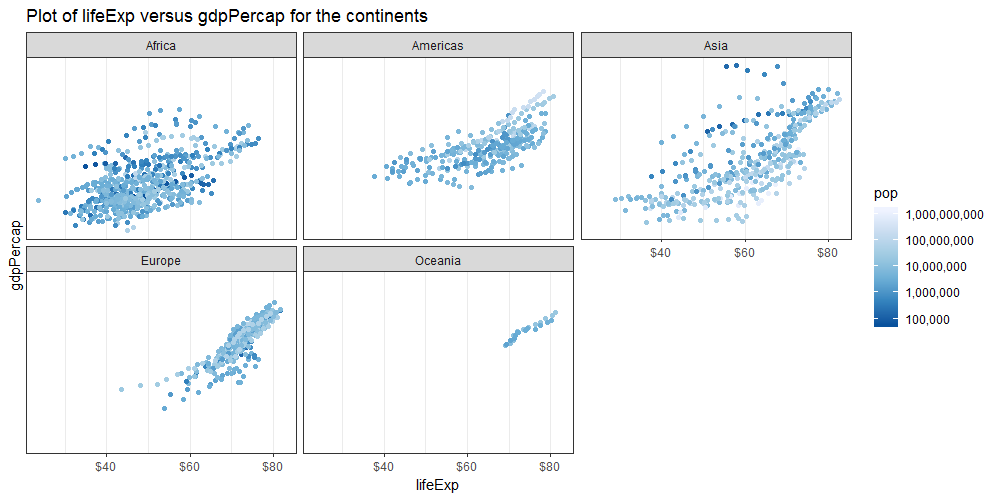 Plot of lifeExp versus gdpPercap for the continents
Africa
Americas
Asia
$40
$60
$80
gdpPercap
Europe
Oceania
$40
$60
$80
$40
$60
$80
lifeExp
pop
1,000,000,000
100,000,000
10,000,000
1,000,000
100,000